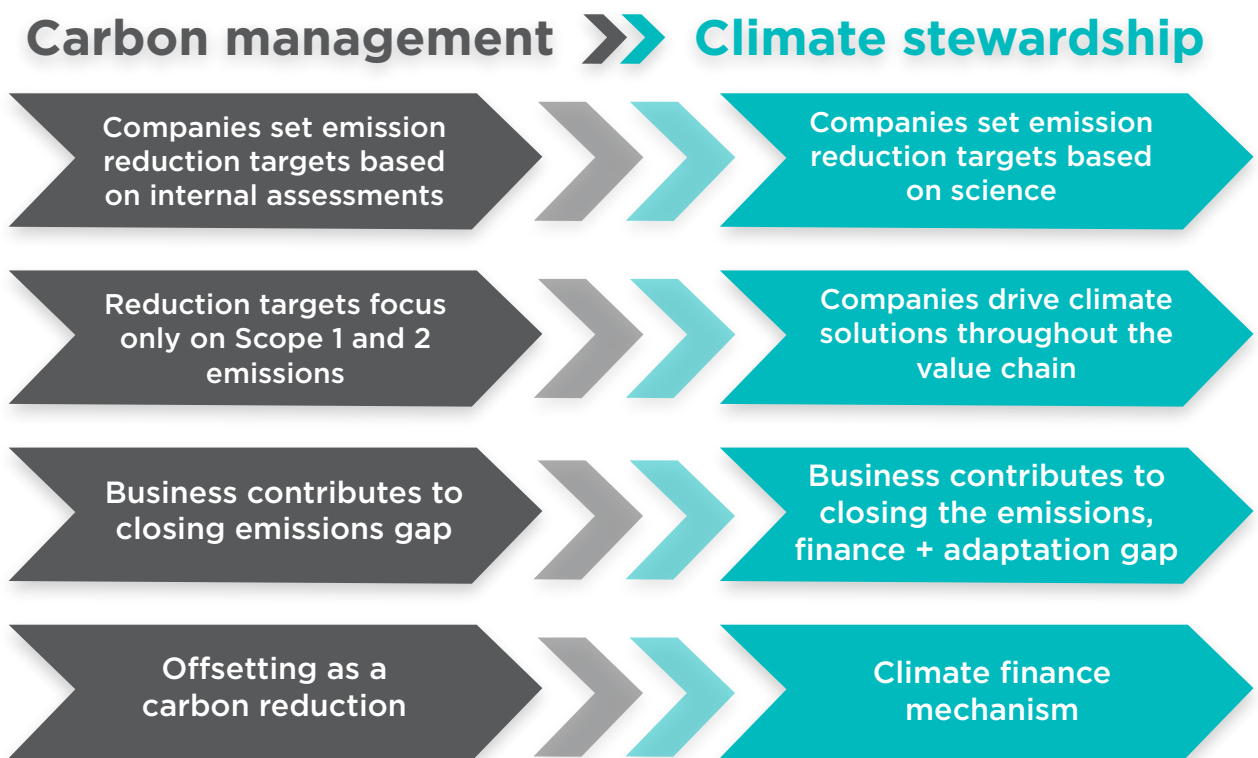 Carbon management Climate stewardship
Companies set emission
reduction targets based
on internal assessments
Companies set emission
reduction targets based
on science
Reduction targets focus
only on Scope 1 and 2
emissions
Companies drive climate
solutions throughout the
value chain
Business contributes to
closing emissions gap
Business contributes to
closing the emissions,
finance + adaptation gap
Offsetting as a
carbon reduction
Climate finance
mechanism